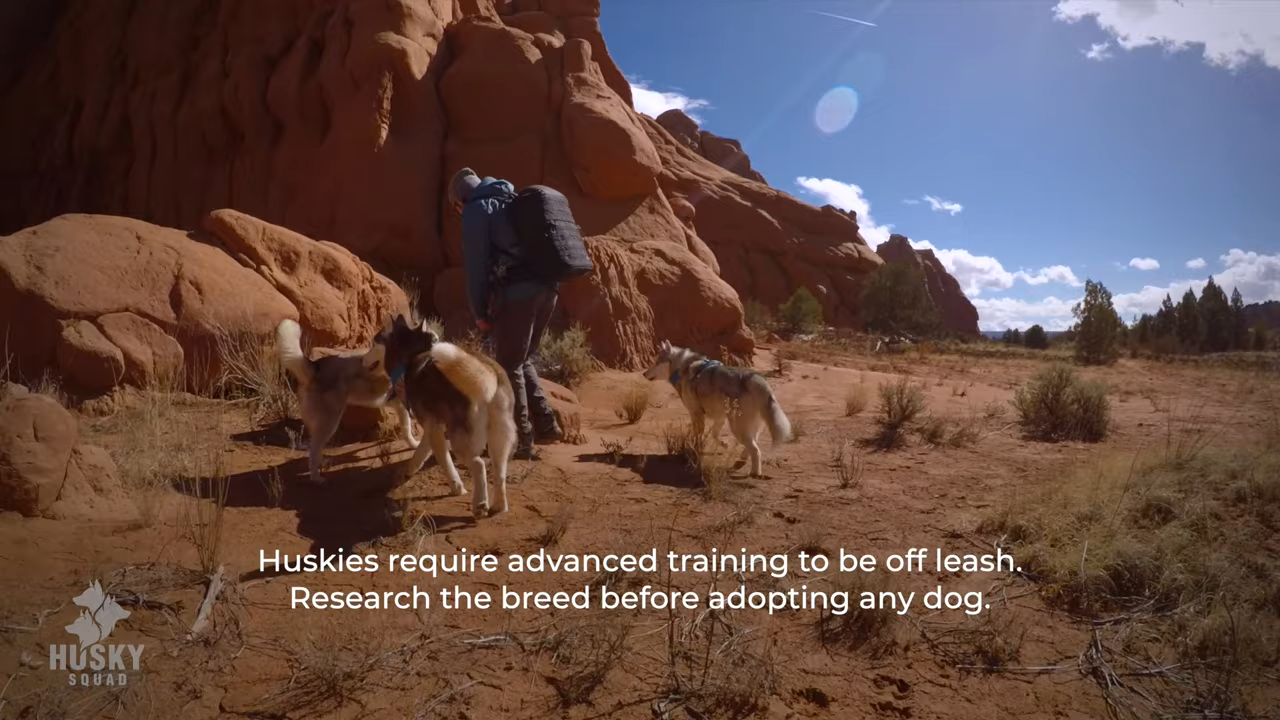 Huskies require advanced training to be off leash.
Research the breed before adopting any dog.
HUSKY
SQUAD